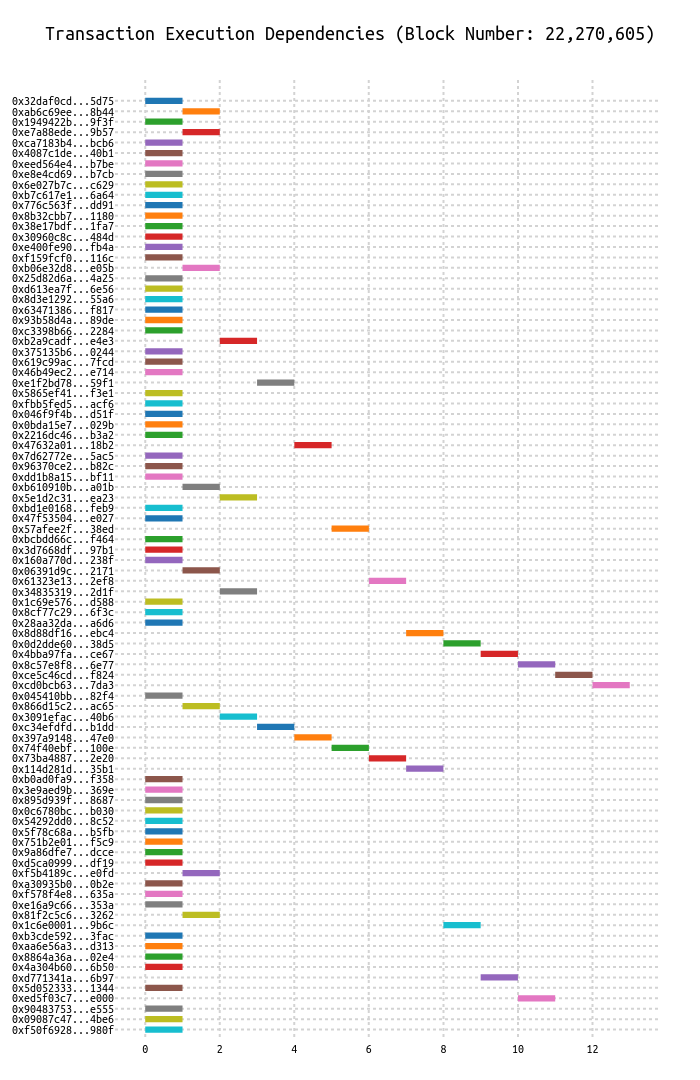 Transaction Execution Dependencies (Block Number: 22,270,605)
0x32daf0cd...5d75
0xab6c69ee...8b44
0x1949422b...9f3f
0xe7a88ede...9b57
0xca7183b4...bcb6
0x4087c1de...40b1
0xeed564e4...b7be
0xe8e4cd69...b7cb
0x6e027b7c...c629
0xb7c617e1...6a64
0x776c563f...dd91
0x8b32cbb7...1180
0x38e17bdf...1fa7
0x30960c8c...484d
0xe400fe90...fb4a
0xf159fcf0...116c
0xb06e32d8...e05b
0x25d82d6a...4a25
0xd613ea7f...6e56
0x8d3e1292...55a6
0x63471386...f817
0x93b58d4a...89de
0xc3398b66...2284
0xb2a9cadf...e4e3
0x375135b6...0244
0x619c99ac...7fcd
0x46b49ec2...e714
0xe1f2bd78...59f1
0x5865ef41...f3e1
0xfbb5fed5...acf6
0x046f9f4b...d51f
0x0bda15e7...029b
0x2216dc46...b3a2
0x47632a01...18b2
0x7d62772e...5ac5
0x96370ce2...b82c
0xdd1b8a15...bf11
0xb610910b...a01b
0x5e1d2c31...ea23
0xbd1e0168...feb9
0x47f53504...e027
0x57afee2f...38ed
0xbcbdd66c...f464
0x3d7668df...97b1
0x160a770d...238f
0x06391d9c...2171
0x61323e13...2ef8
0x34835319...2d1f
0x1c69e576...d588
0x8cf77c29...6f3c
0x28aa32da...a6d6
0x8d88df16...ebc4
0x0d2dde60...38d5
0x4bba97fa...ce67
0x8c57e8f8...6e77
0xce5c46cd...f824
0xcd0bcb63...7da3
0x045410bb...82f4
0x866d15c2...ac65
0x3091efac...40b6
0xc34efdfd...b1dd
0x397a9148...47e0
0x74f40ebf...100e
0x73ba4887...2e20
0x114d281d...35b1
0xb0ad0fa9...f358
0x3e9aed9b...369e
0x895d939f...8687
0x0c6780bc...b030
0x54292dd0...8c52
0x5f78c68a...b5fb
0x751b2e01...f5c9
0x9a86dfe7...dcce
0xd5ca0999...df19
0xf5b4189c...e0fd
0xa30935b0...0b2e
0xf578f4e8...635a
0xe16a9c66...353a
0x81f2c5c6...3262
0x1c6e0001...9b6c
0xb3cde592...3fac
0xaa6e56a3...d313
0x8864a36a...02e4
0x4a304b60...6b50
0xd771341a...6b97
0x5d052333...1344
0xed5f03c7...e000
0x90483753...e555
0x09087c47...4be6
0xf50f6928...980f
0 2 4 6 8 10 12